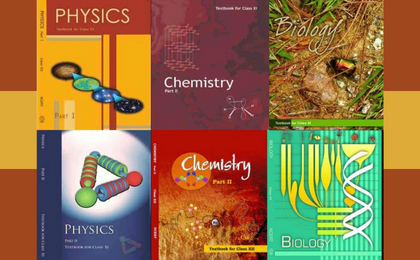 PHYSICS
Textbook for Class XI
PART I
Textbook for Class XI
Chemistry
Part II
Biology
Textbook for Class XI
PHYSICS
PART II
TEXTBOOK FOR CLASS XI
Chemistry
Part II
Textbook for Class XII
BIOLOGY